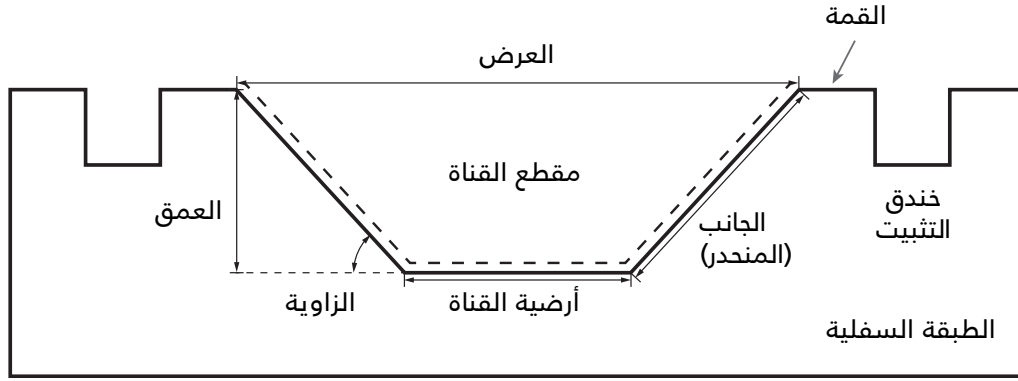 القمة
العرض
مقطع القناة
خندق
التثبيت
العمق
الجانب
(المنحدر)
الزاوية
أرضية القناة
الطبقة السفلية